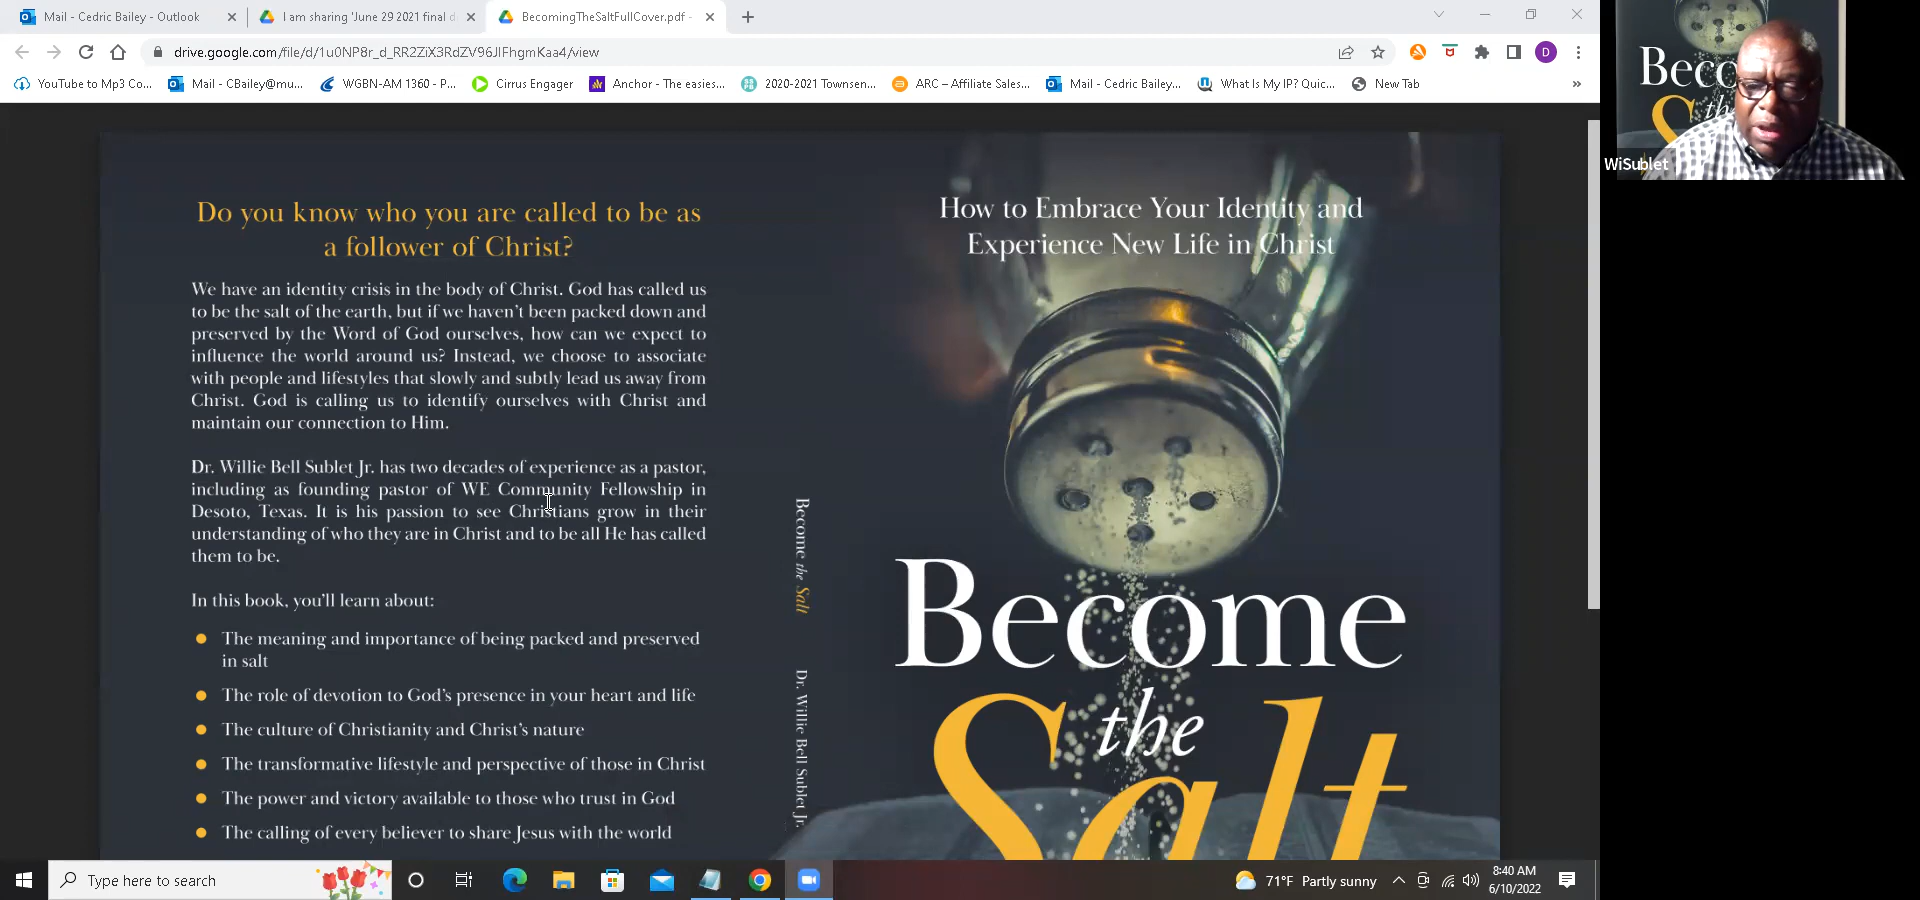 Mail - Cedric Bailey - Outlook
I am sharing 'June 29 2021 final d
BecomingTheSaltFullCover.pdf -
drive.google.com/file/d/1u0NP8r_d_RR2ZiX3RdZV96JlFhgmKaa4/view
D
YouTube to Mp3 Co...
Mail - CBailey@mu...
WGBN-AM 1360 - P...
Cirrus Engager
Anchor - The easies...
2020-2021 Townsen...
ARC – Affiliate Sales...
Mail - Cedric Bailey...
What Is My IP? Quic...
New Tab
»
Do you know who you are called to be as
a follower of Christ?
We have an identity crisis in the body of Christ. God has called us
to be the salt of the earth, but if we haven't been packed down and
preserved by the Word of God ourselves, how can we expect to
influence the world around us? Instead, we choose to associate
with people and lifestyles that slowly and subtly lead us away from
Christ. God is calling us to identify ourselves with Christ and
maintain our connection to Him.
Dr. Willie Bell Sublet Jr. has two decades of experience as a pastor,
including as founding pastor of WE Community Fellowship in
Desoto, Texas. It is his passion to see Christians grow in their
understanding of who they are in Christ and to be all He has called
them to be.
In this book, you'll learn about:
The meaning and importance of being packed and preserved
in salt
The role of devotion to God's presence in your heart and life
The culture of Christianity and Christ's nature
The transformative lifestyle and perspective of those in Christ
The power and victory available to those who trust in God
The calling of every believer to share Jesus with the world
Become the Salt
Dr. Willie Bell Sublet Jr.
How to Embrace Your Identity and
Experience New Life in Christ
Become
the
Salt
Beco
the
S
WiSublet
Type here to search
71°F Partly sunny
8:40 AM
6/10/2022